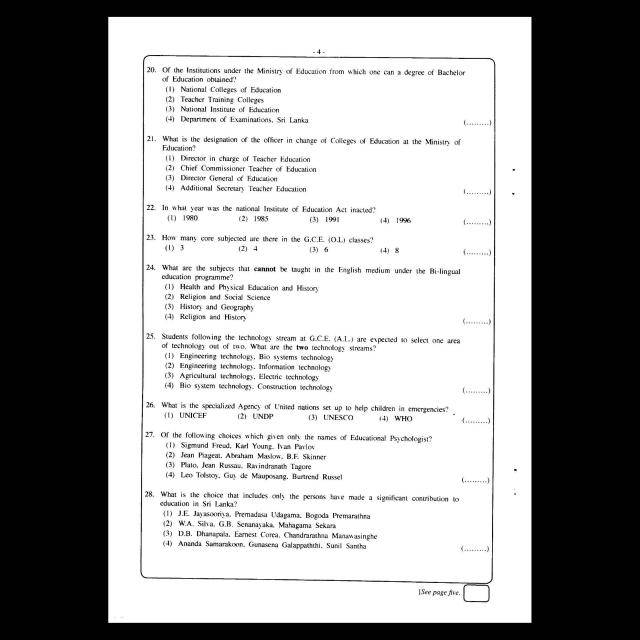 - 4 -
20. Of the Institutions under the Ministry of Education from which one can a degree of Bachelor
of Education obtained?
(1) National Colleges of Education
(2) Teacher Training Colleges
(3) National Institute of Education
(4) Department of Examinations, Sri Lanka (.........)
21. What is the designation of the officer in change of Colleges of Education at the Ministry of
Education?
(1) Director in charge of Teacher Education
(2) Chief Commissioner Teacher of Education
(3) Director General of Education
(4) Additional Secretary Teacher Education (.........)
22. In what year was the national Institute of Education Act inacted?
(1) 1980 (2) 1985 (3) 1991 (4) 1996 (.........)
23. How many core subjected are there in the G.C.E. (O.L) classes?
(1) 3 (2) 4 (3) 6 (4) 8 (.........)
24. What are the subjects that cannot be taught in the English medium under the Bi-lingual
education programme?
(1) Health and Physical Education and History
(2) Religion and Social Science
(3) History and Geography
(4) Religion and History (.........)
25. Students following the technology stream at G.C.E. (A.L.) are expected to select one area
of technology out of two. What are the two technology streams?
(1) Engineering technology, Bio systems technology
(2) Engineering technology, Information technology
(3) Agricultural technology, Electric technology
(4) Bio system technology, Construction technology (.........)
26. What is the specialized Agency of United nations set up to help children in emergencies?
(1) UNICEF (2) UNDP (3) UNESCO (4) WHO (.........)
27. Of the following choices which given only the names of Educational Psychologist?
(1) Sigmund Freud, Karl Young, Ivan Pavlov
(2) Jean Piageat, Abraham Maslow, B.F. Skinner
(3) Plato, Jean Russau, Ravindranath Tagore
(4) Leo Tolstoy, Guy de Mauposang, Burtrend Russel (.........)
28. What is the choice that includes only the persons have made a significant contribution to
education in Sri Lanka?
(1) J.E. Jayasooriya, Premadasa Udagama, Bogoda Premarathna
(2) W.A. Silva, G.B. Senanayaka, Mahagama Sekara
(3) D.B. Dhanapala, Earnest Corea, Chandrarathna Manawasinghe
(4) Ananda Samarakoon, Gunasena Galappaththi, Sunil Santha (.........)
[See page five.